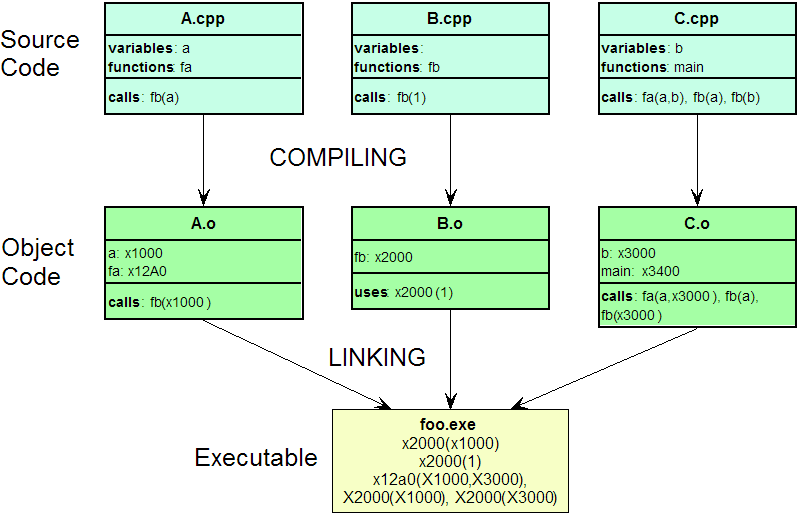 Source
Code
A.cpp
variables: a
functions: fa
calls: fb(a)
B.cpp
variables:
functions: fb
calls: fb(1)
C.cpp
variables: b
functions: main
calls: fa(a,b), fb(a), fb(b)
COMPILING
Object
Code
A.o
a: x1000
fa: x12A0
calls: fb(x1000)
B.o
fb: x2000
uses: x2000(1)
C.o
b: x3000
main: x3400
calls: fa(a,x3000), fb(a),
fb(x3000)
LINKING
Executable
foo.exe
x2000(x1000)
x2000(1)
x12a0(X1000,X3000),
X2000(X1000), X2000(X3000)